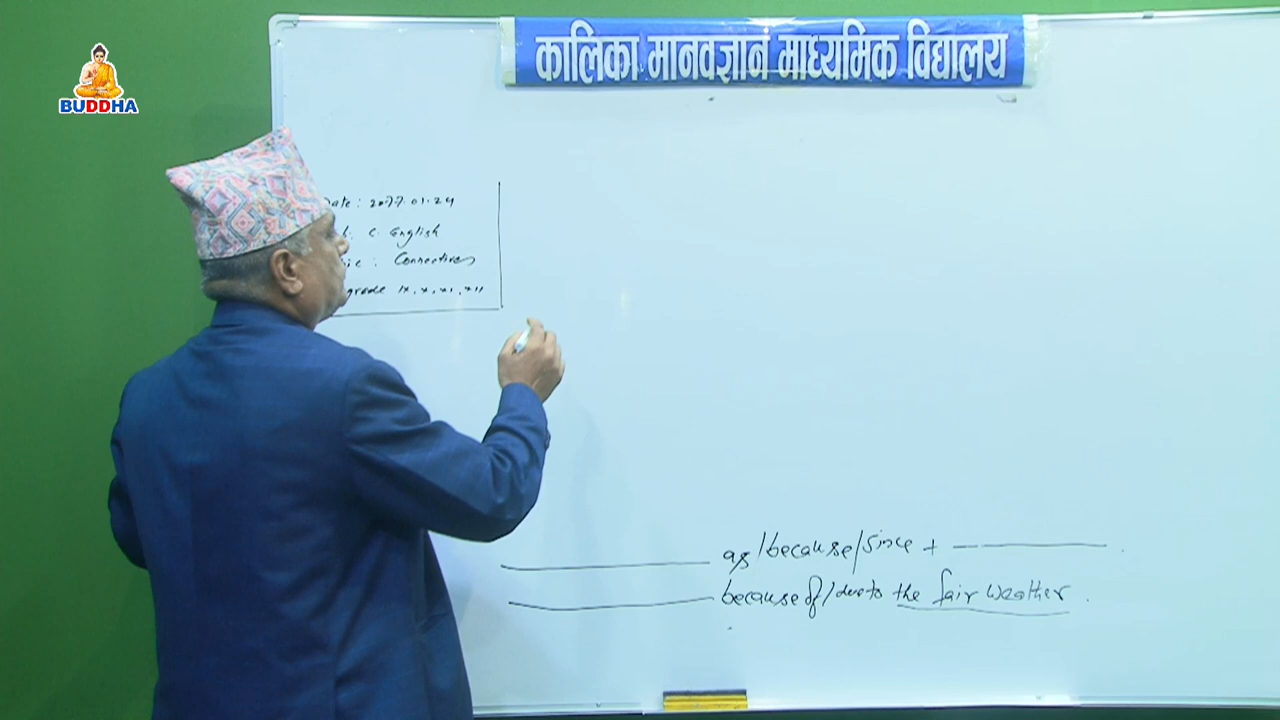 BUDDHA
कालिका मानवज्ञान माध्यमिक विद्यालय
Date : 2077.01.24
C. English
: Connectives
grade IX, X, XI, XII
as/because/since +
because of/due to the fair weather.